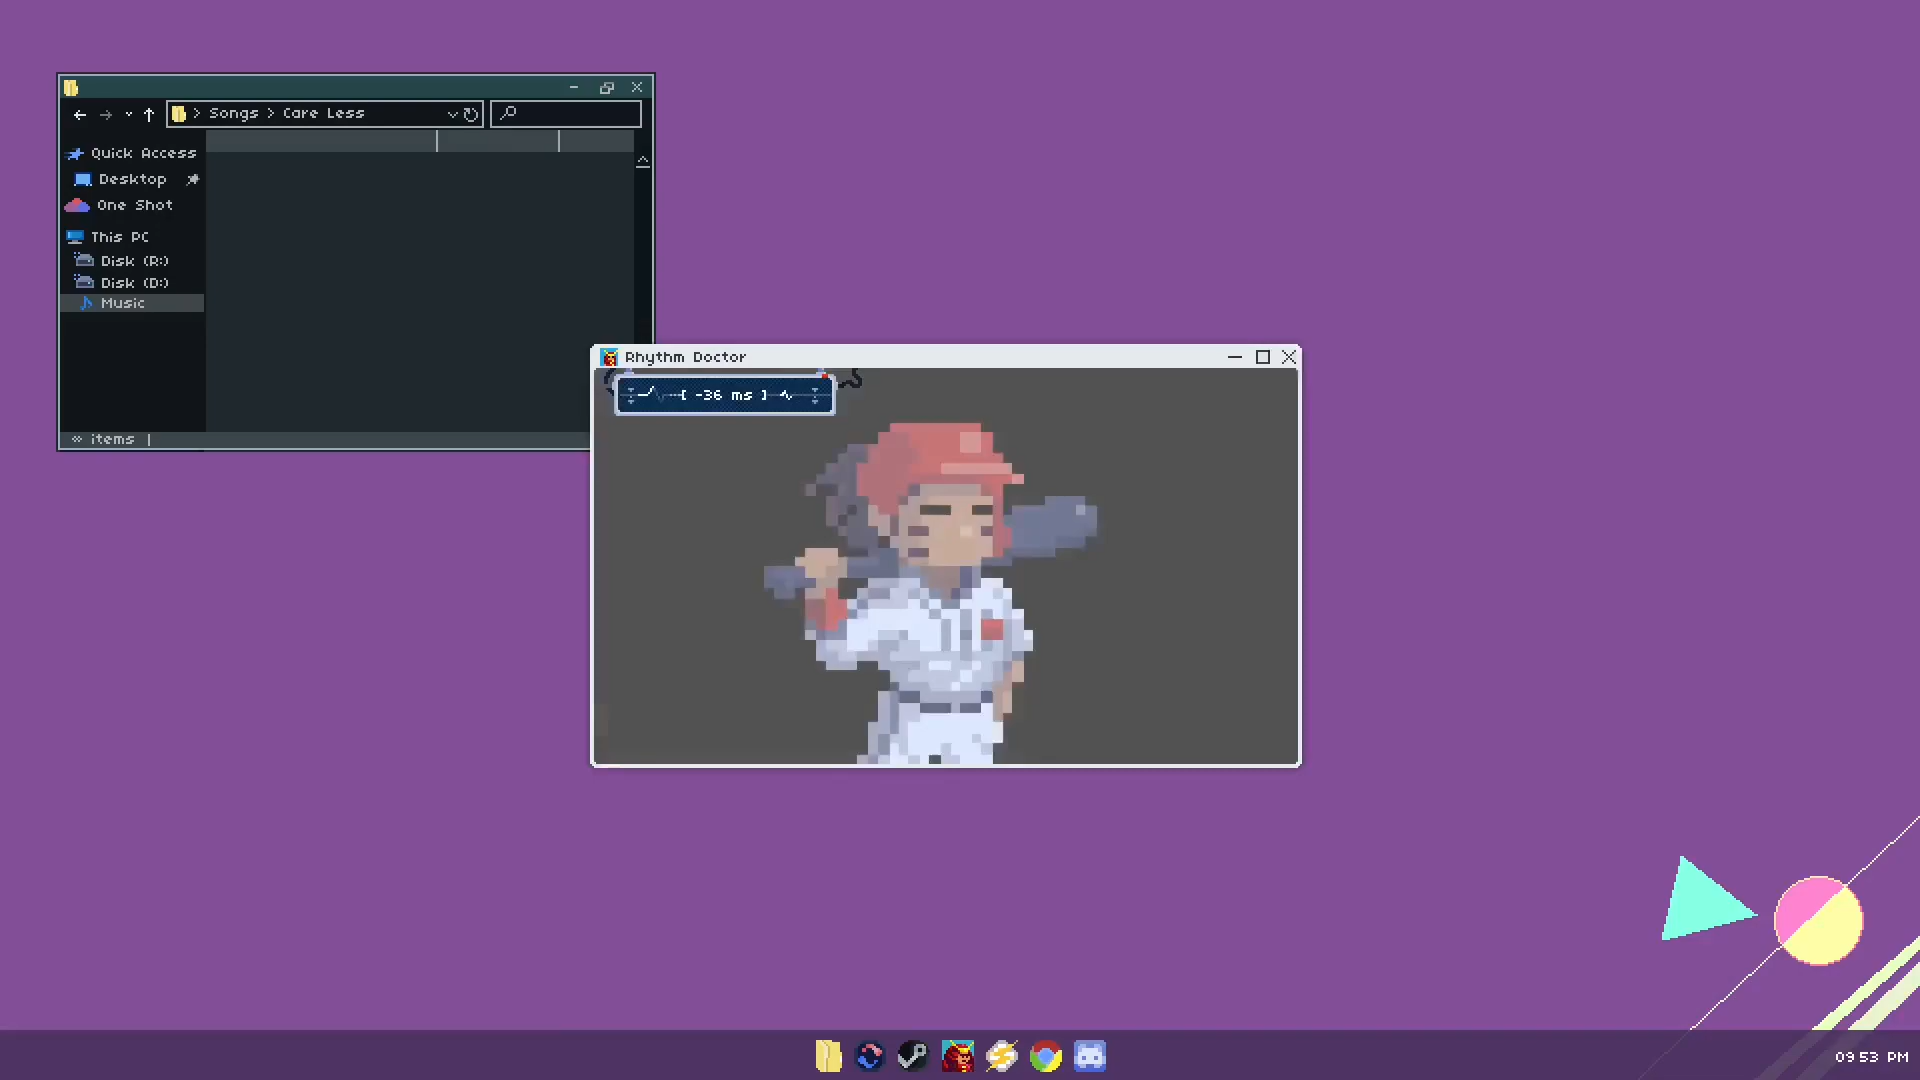 Songs > Care Less
Quick Access
Desktop
One Shot
This PC
Disk (R:)
Disk (D:)
Music
∞ items |
Rhythm Doctor
[ -36 ms ]
09 53 PM